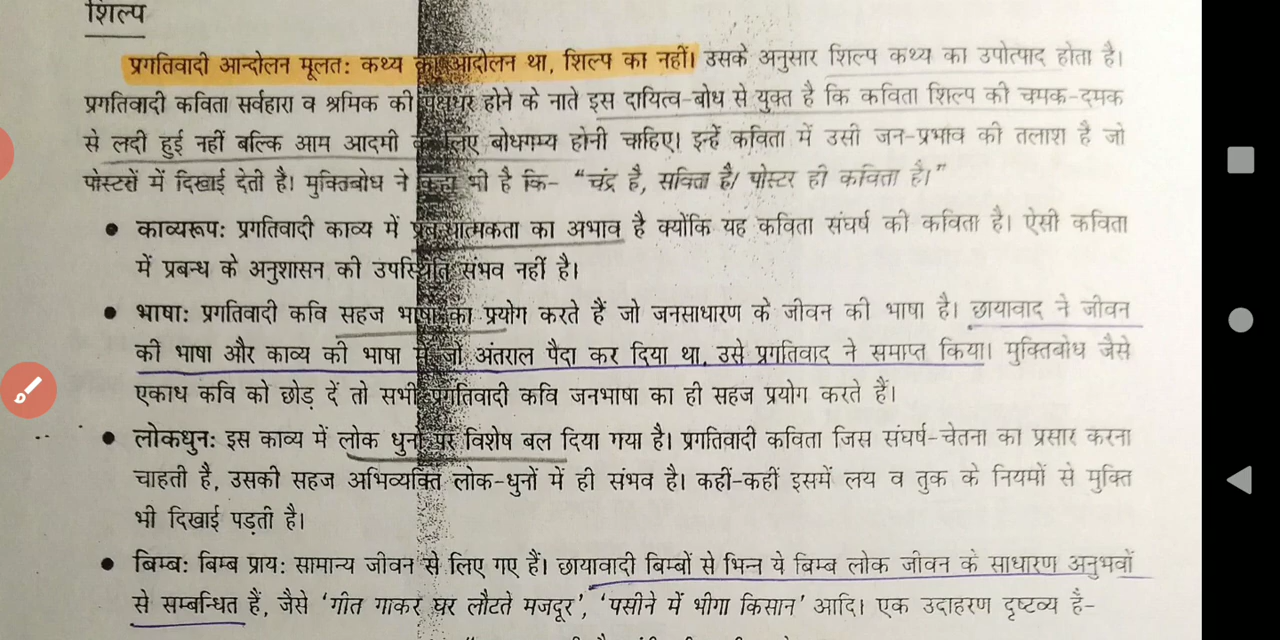 शिल्प
प्रगतिवादी आन्दोलन मूलत: कथ्य का आंदोलन था, शिल्प का नहीं। उसके अनुसार शिल्प कथ्य का उपोत्पाद होता है।
प्रगतिवादी कविता सर्वहारा व श्रमिक की पक्षधर होने के नाते इस दायित्व-बोध से युक्त है कि कविता शिल्प की चमक-दमक
से लदी हुई नहीं बल्कि आम आदमी के लिए बोधगम्य होनी चाहिए। इन्हें कविता में उसी जन-प्रभाव की तलाश है जो
पोस्टरों में दिखाई देती है। मुक्तिबोध ने कहा भी है कि- "चंद्र है, सविता है/ पोस्टर ही कविता है।"
● काव्यरूप: प्रगतिवादी काव्य में प्रबन्धात्मकता का अभाव है क्योंकि यह कविता संघर्ष की कविता है। ऐसी कविता
में प्रबन्ध के अनुशासन की उपस्थिति संभव नहीं है।
● भाषा: प्रगतिवादी कवि सहज भाषा का प्रयोग करते हैं जो जनसाधारण के जीवन की भाषा है। छायावाद ने जीवन
की भाषा और काव्य की भाषा में जो अंतराल पैदा कर दिया था, उसे प्रगतिवाद ने समाप्त किया। मुक्तिबोध जैसे
एकाध कवि को छोड़ दें तो सभी प्रगतिवादी कवि जनभाषा का ही सहज प्रयोग करते हैं।
● लोकधुन: इस काव्य में लोक धुनों पर विशेष बल दिया गया है। प्रगतिवादी कविता जिस संघर्ष-चेतना का प्रसार करना
चाहती है, उसकी सहज अभिव्यक्ति लोक-धुनों में ही संभव है। कहीं-कहीं इसमें लय व तुक के नियमों से मुक्ति
भी दिखाई पड़ती है।
● बिम्ब: बिम्ब प्राय: सामान्य जीवन से लिए गए हैं। छायावादी बिम्बों से भिन्न ये बिम्ब लोक जीवन के साधारण अनुभवों
से सम्बन्धित हैं, जैसे 'गीत गाकर घर लौटते मजदूर', 'पसीने में भीगा किसान' आदि। एक उदाहरण दृष्टव्य है-